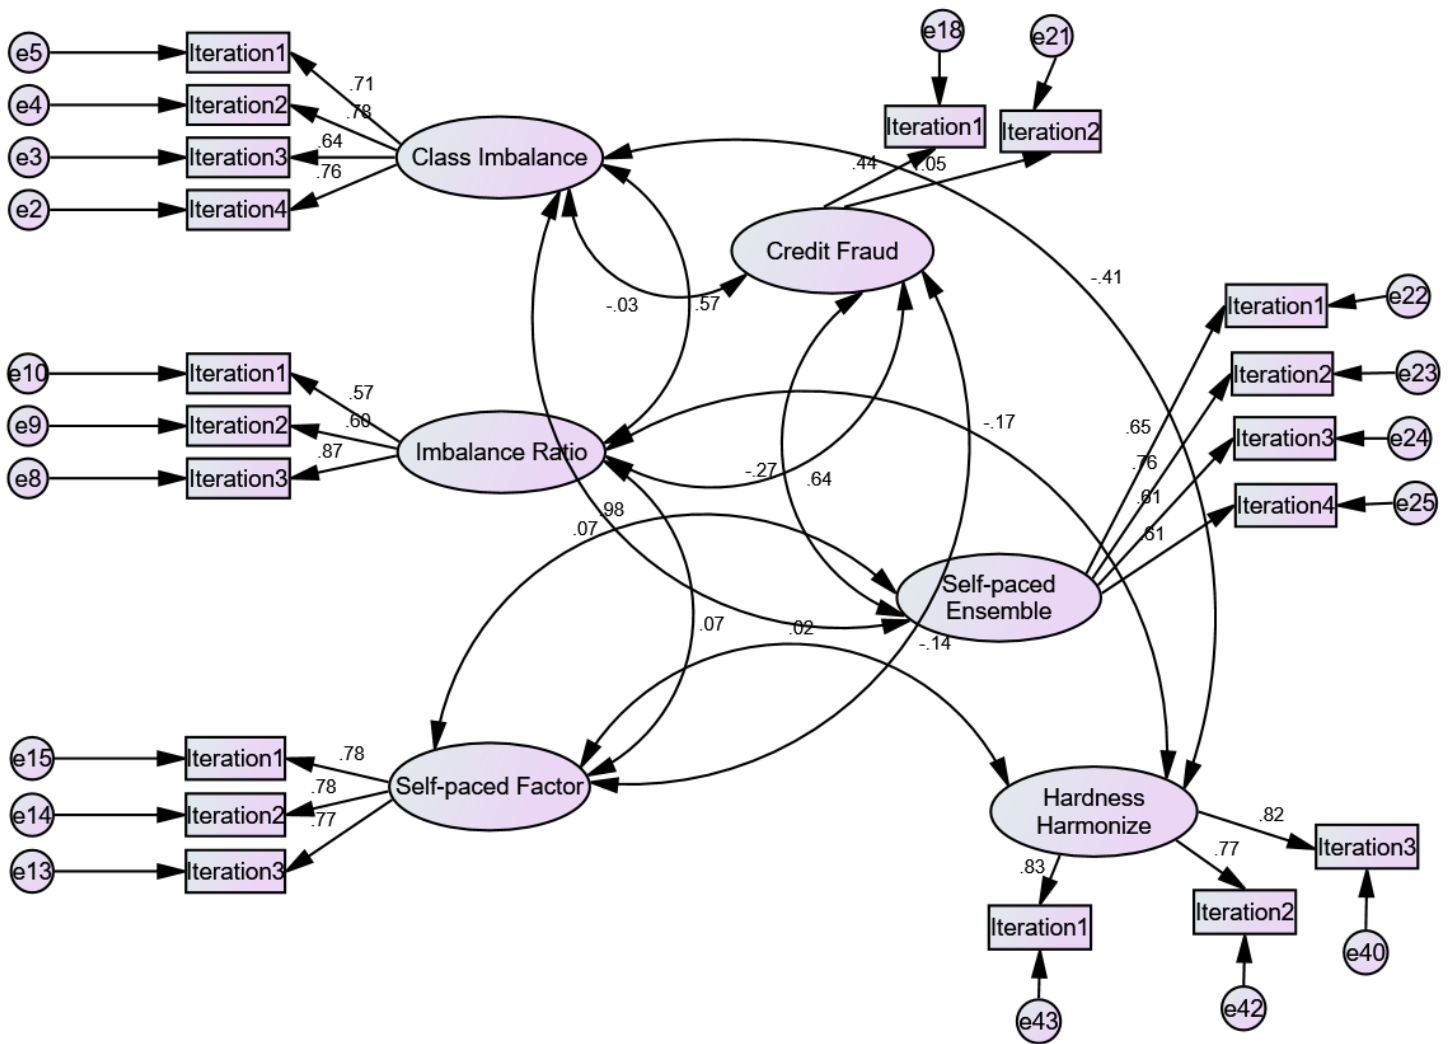 e18
e21
e5
Iteration1
.71
e4
Iteration2
.78
e3
Iteration3
.64
e2
Iteration4
.76
Class Imbalance
Iteration1
Iteration2
.44
.05
Credit Fraud
-.03
.57
-.41
Iteration1
e22
Iteration2
e23
Iteration3
e24
Iteration4
e25
.65
.76
.61
.61
e10
Iteration1
.57
e9
Iteration2
.60
e8
Iteration3
.87
Imbalance Ratio
-.17
-.27
.64
.98
.07
Self-paced
Ensemble
.07
.02
-.14
e15
Iteration1
.78
e14
Iteration2
.78
e13
Iteration3
.77
Self-paced Factor
Hardness
Harmonize
.82
Iteration3
.77
.83
Iteration2
Iteration1
e40
e42
e43